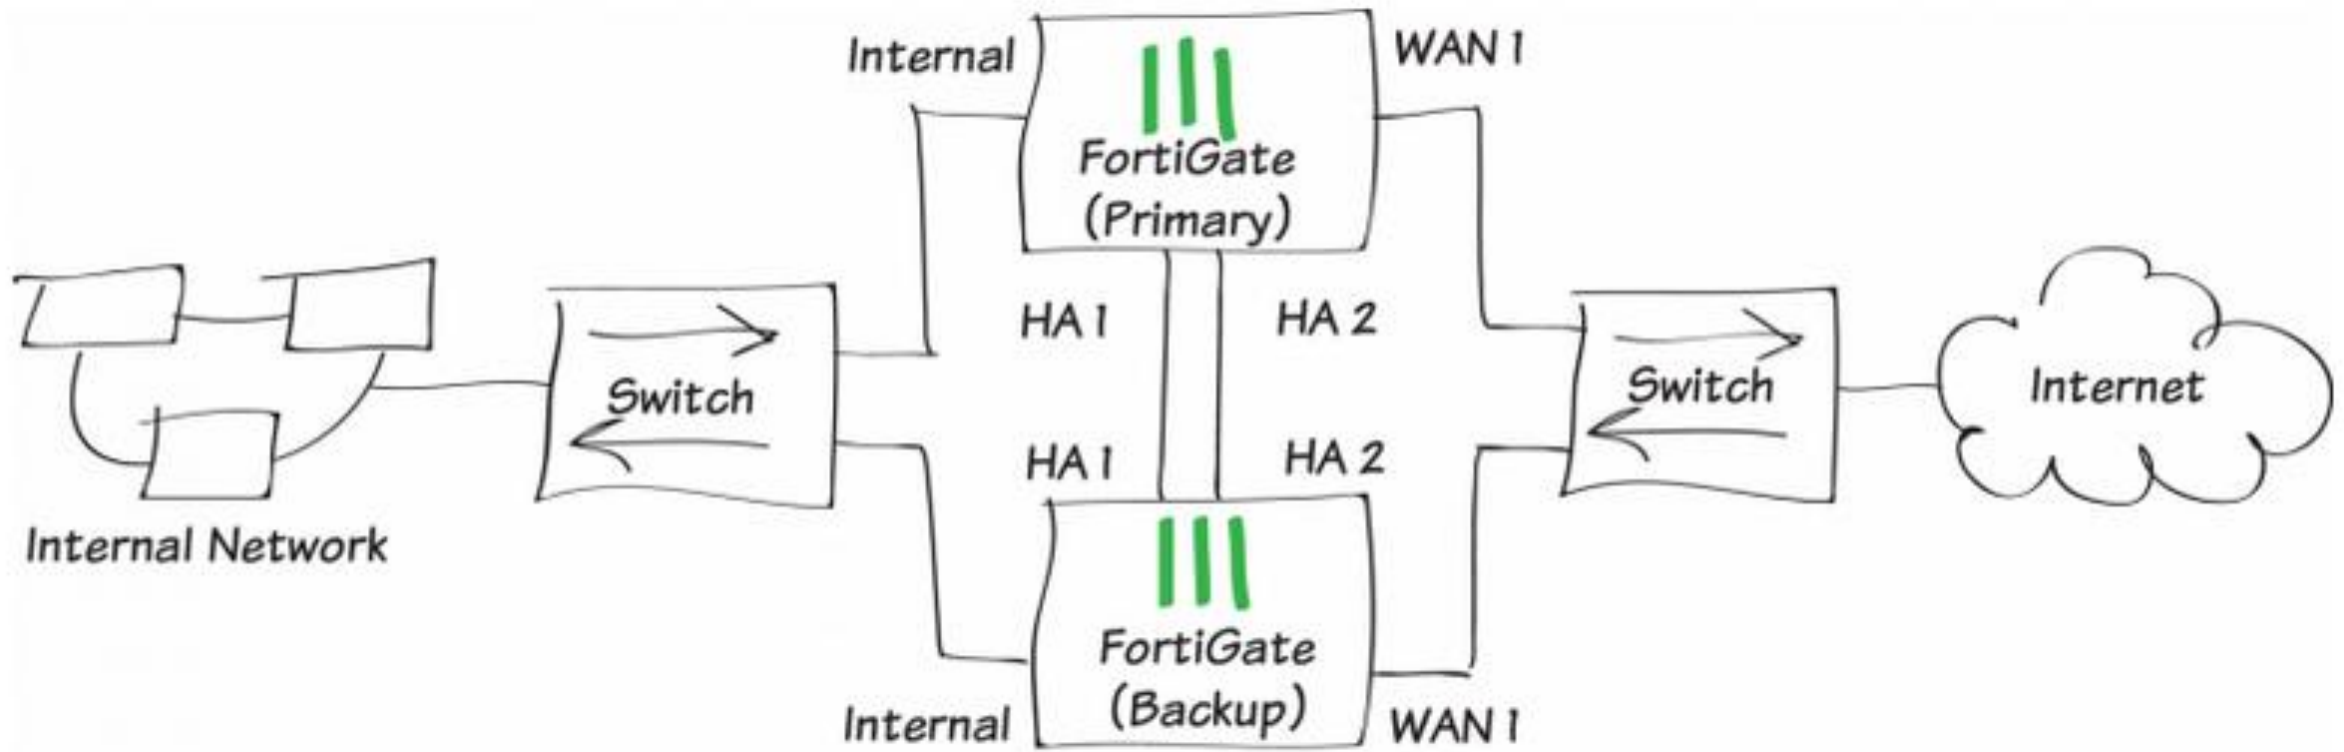 Internal
WAN 1
FortiGate
(Primary)
HA 1
HA 2
Switch
Switch
Internet
HA 1
HA 2
Internal Network
FortiGate
(Backup)
Internal
WAN 1